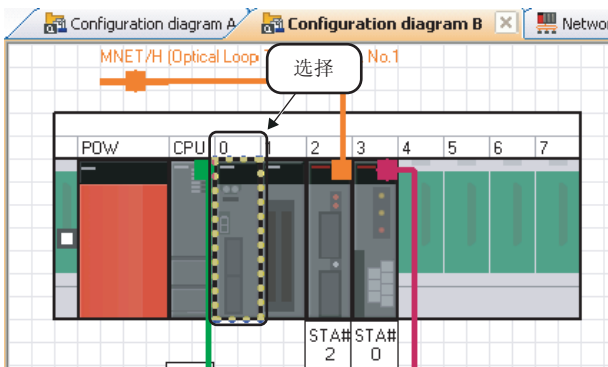 Configuration diagram A Configuration diagram B Netwo
MNET/H (Optical Loop No.1
选择
POW CPU 0 1 2 3 4 5 6 7
STA# STA#
2 0